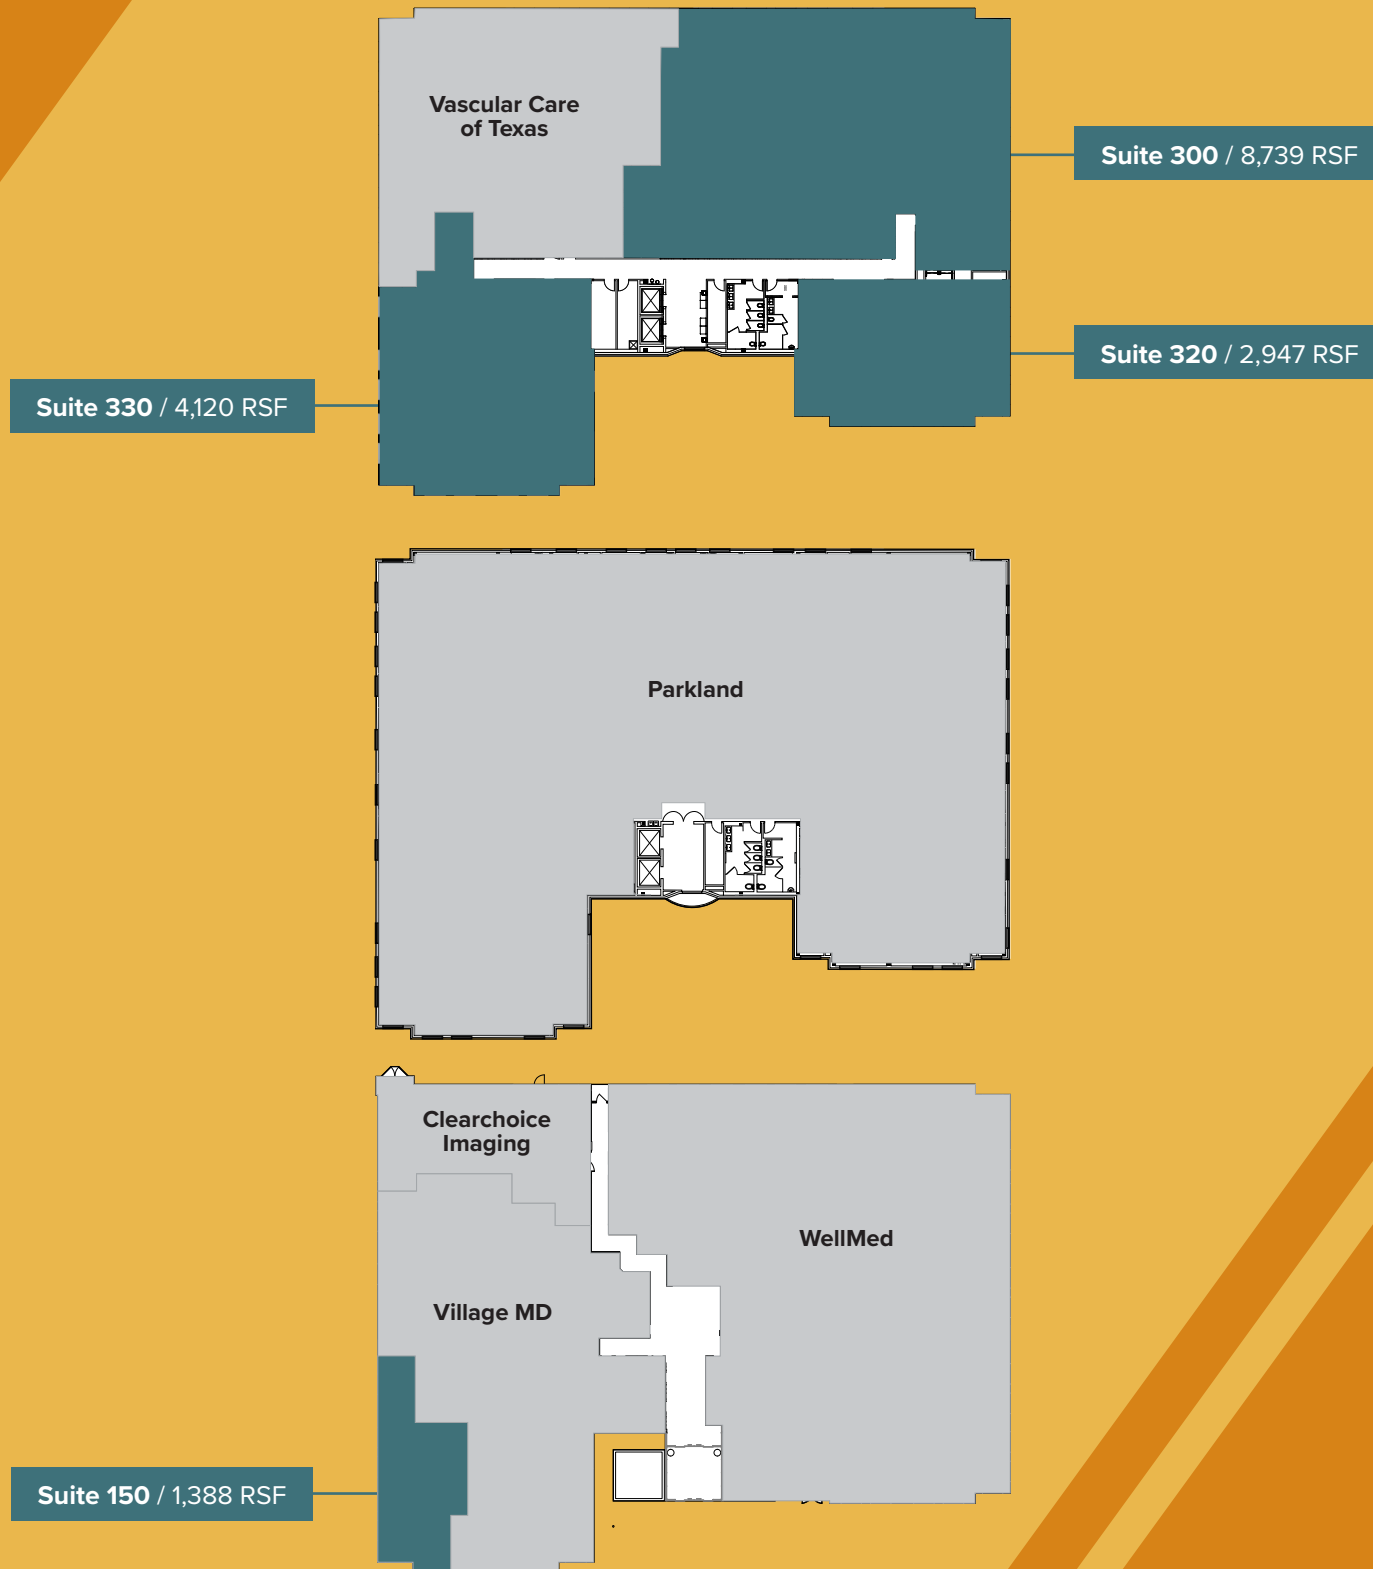 Vascular Care
of Texas
Suite 300 / 8,739 RSF
Suite 320 / 2,947 RSF
Suite 330 / 4,120 RSF
Parkland
Clearchoice
Imaging
WellMed
Village MD
Suite 150 / 1,388 RSF